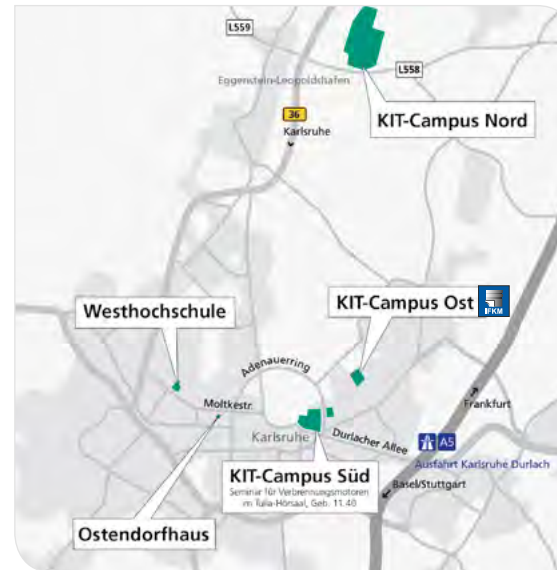 L559
L558
Eggenstein-Leopoldshafen
KIT-Campus Nord
36
Karlsruhe
Westhochschule
KIT-Campus Ost
IFKM
Adenauerring
Moltkestr.
Frankfurt
Karlsruhe
Durlacher Allee
A5
Ausfahrt Karlsruhe Durlach
KIT-Campus Süd
Seminar für Verbrennungsmotoren
im Tulla-Hörsaal, Geb. 11.40
Basel/Stuttgart
Ostendorfhaus